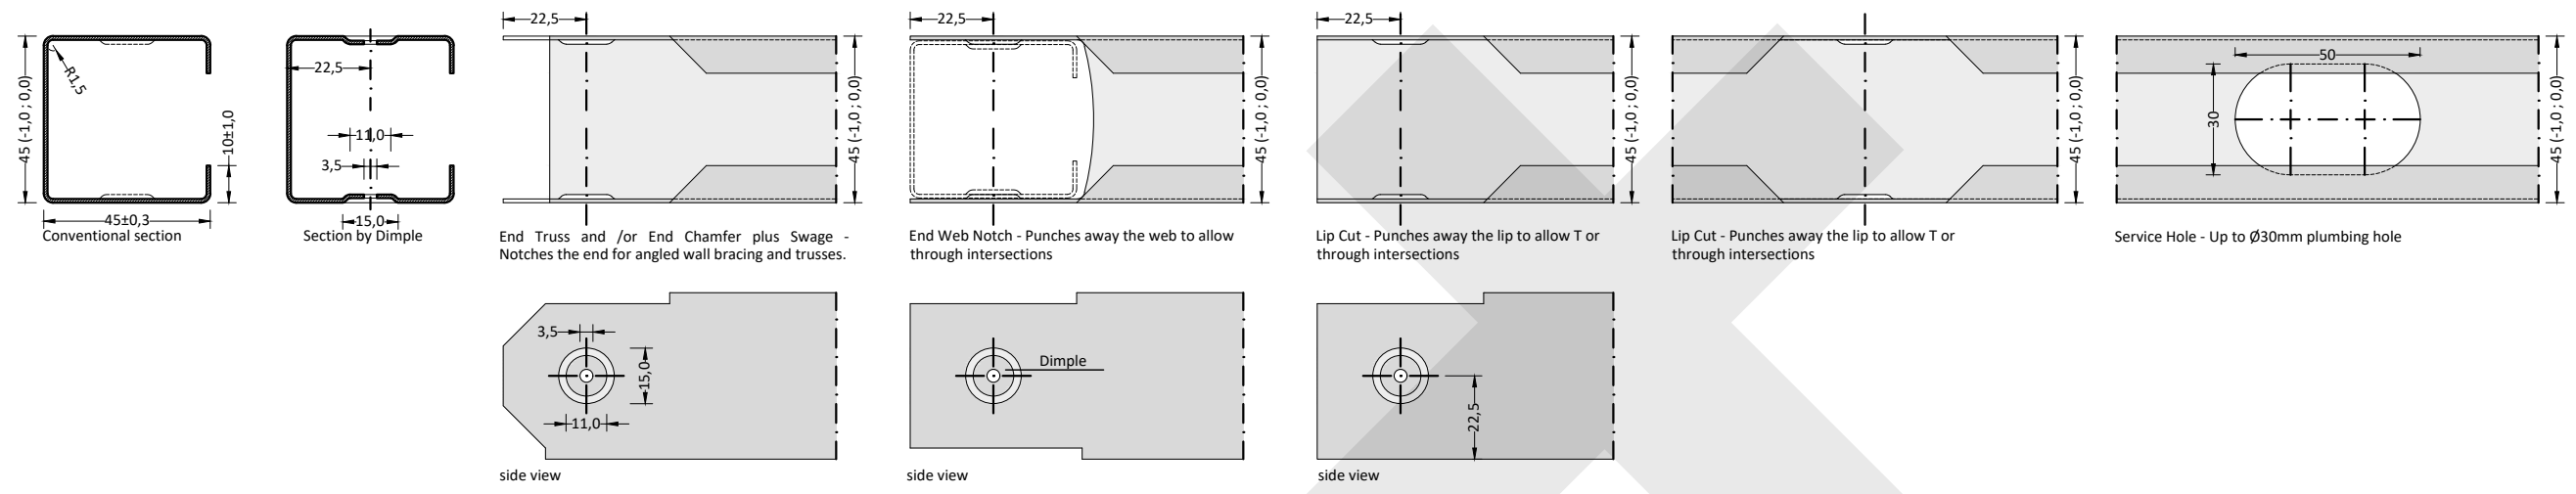 22,5
22,5
22,5
45 (-1,0 ; 0,0)
R1,5
10±1,0
45±0,3
Conventional section
22,5
11,0
3,5
15,0
Section by Dimple
45 (-1,0 ; 0,0)
End Truss and /or End Chamfer plus Swage -
Notches the end for angled wall bracing and trusses.
45 (-1,0 ; 0,0)
End Web Notch - Punches away the web to allow
through intersections
45 (-1,0 ; 0,0)
Lip Cut - Punches away the lip to allow T or
through intersections
45 (-1,0 ; 0,0)
Lip Cut - Punches away the lip to allow T or
through intersections
50
30
45 (-1,0 ; 0,0)
Service Hole - Up to Ø30mm plumbing hole
3,5
15,0
11,0
side view
Dimple
side view
22,5
side view